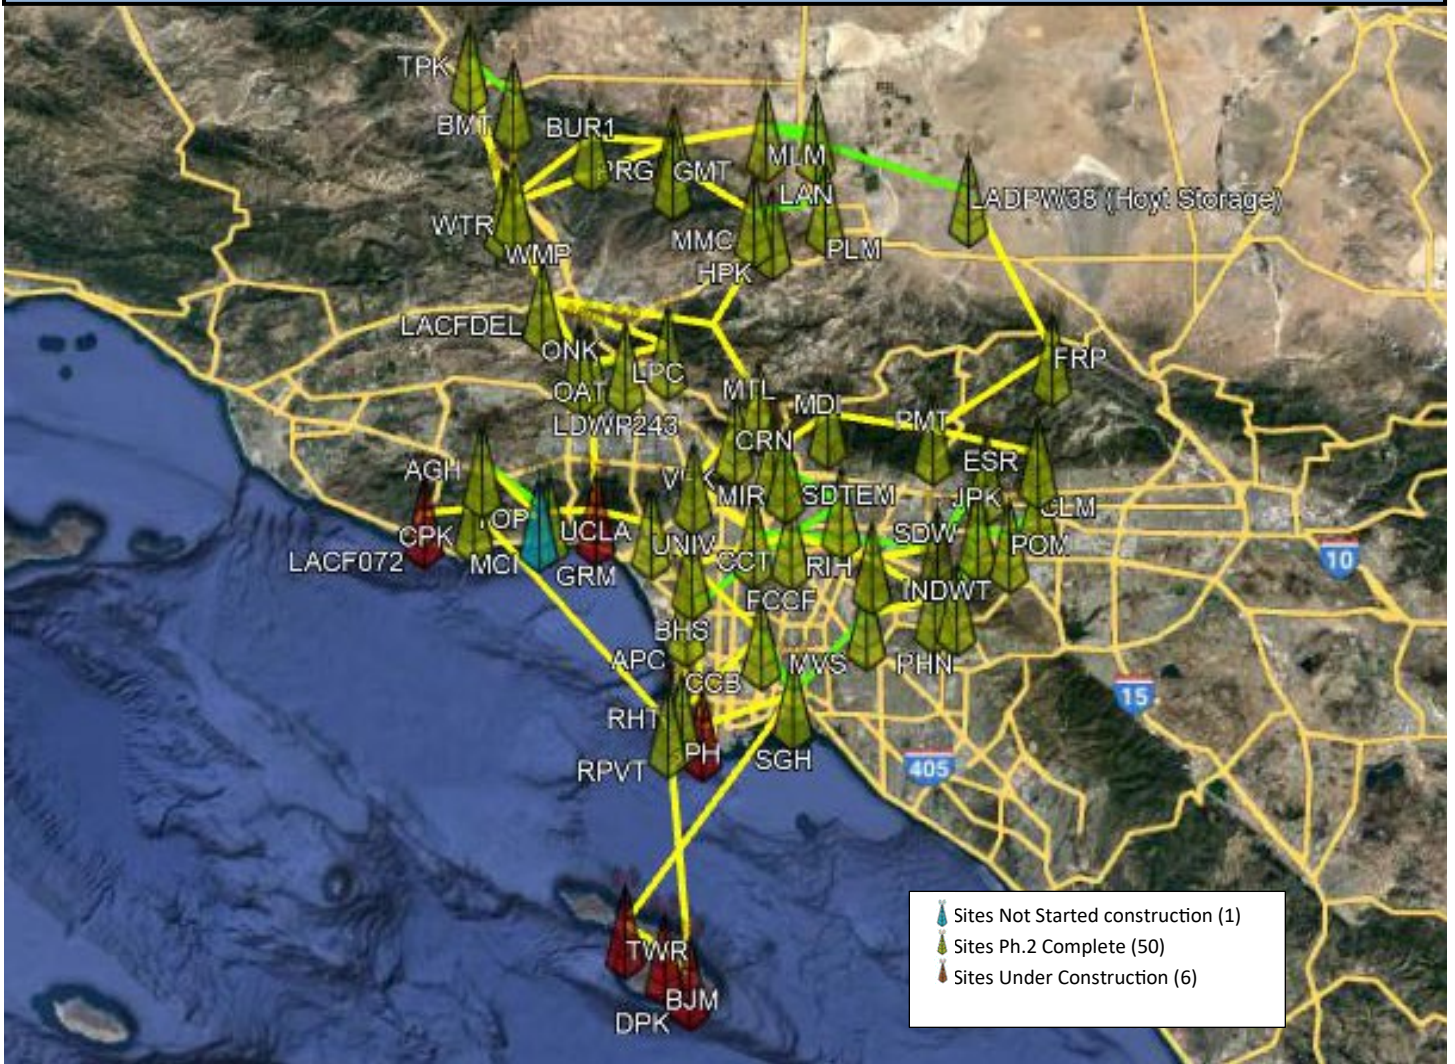 TPK
BMT
BUR1
PRG
GMT
MLM
LAN
LADPW38 (Hoyt Storage)
WTR
WMP
MMC
HPK
PLM
LACFDEL
ONK
LPC
FRP
OAT
MTL
MDI
LDWP243
CRN
PMT
AGH
ESR
MIR
SDTEM
JPK
CLM
CPK
TOP
UCLA
UNIV
CCT
RIH
SDW
POM
LACF072
MCI
GRM
FCCF
INDWT
BHS
APC
CCB
MVS
PHN
RHT
PH
SGH
RPVT
TWR
BJM
DPK
10
15
405
Sites Not Started construction (1)
Sites Ph.2 Complete (50)
Sites Under Construction (6)